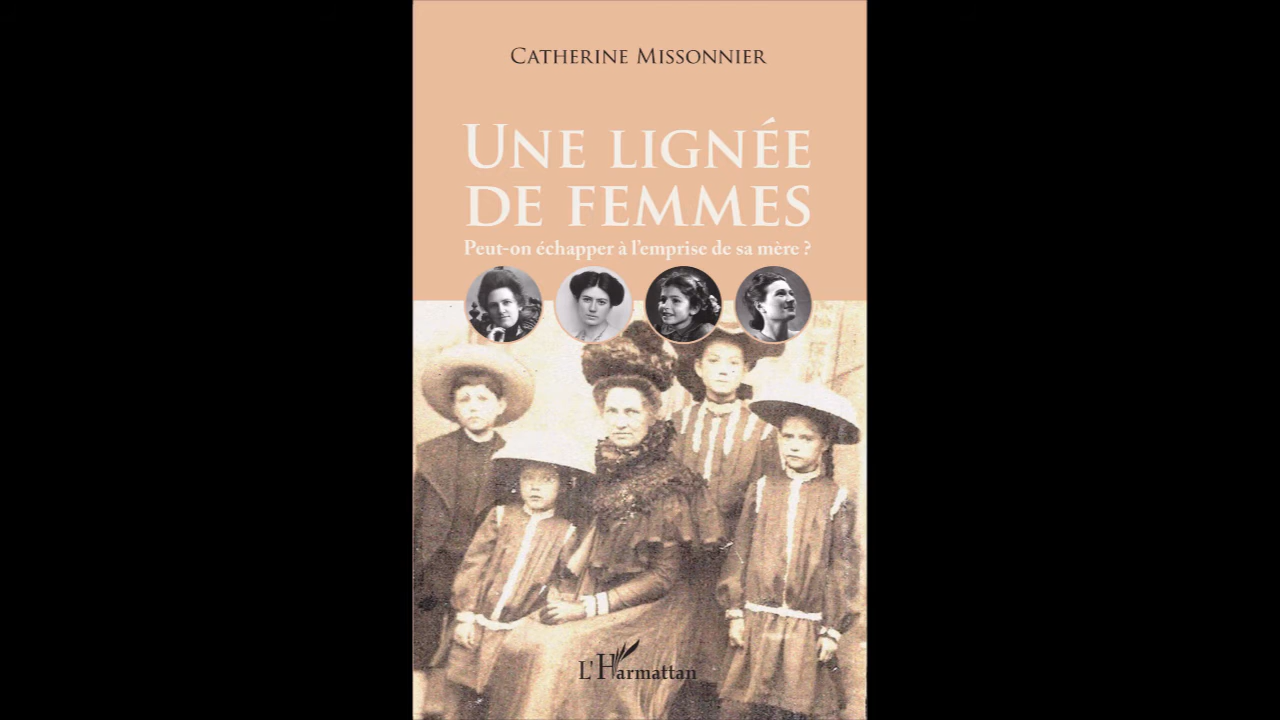 Catherine Missonnier
Une lignée
de femmes
Peut-on échapper à l'emprise de sa mère ?
L'Harmattan